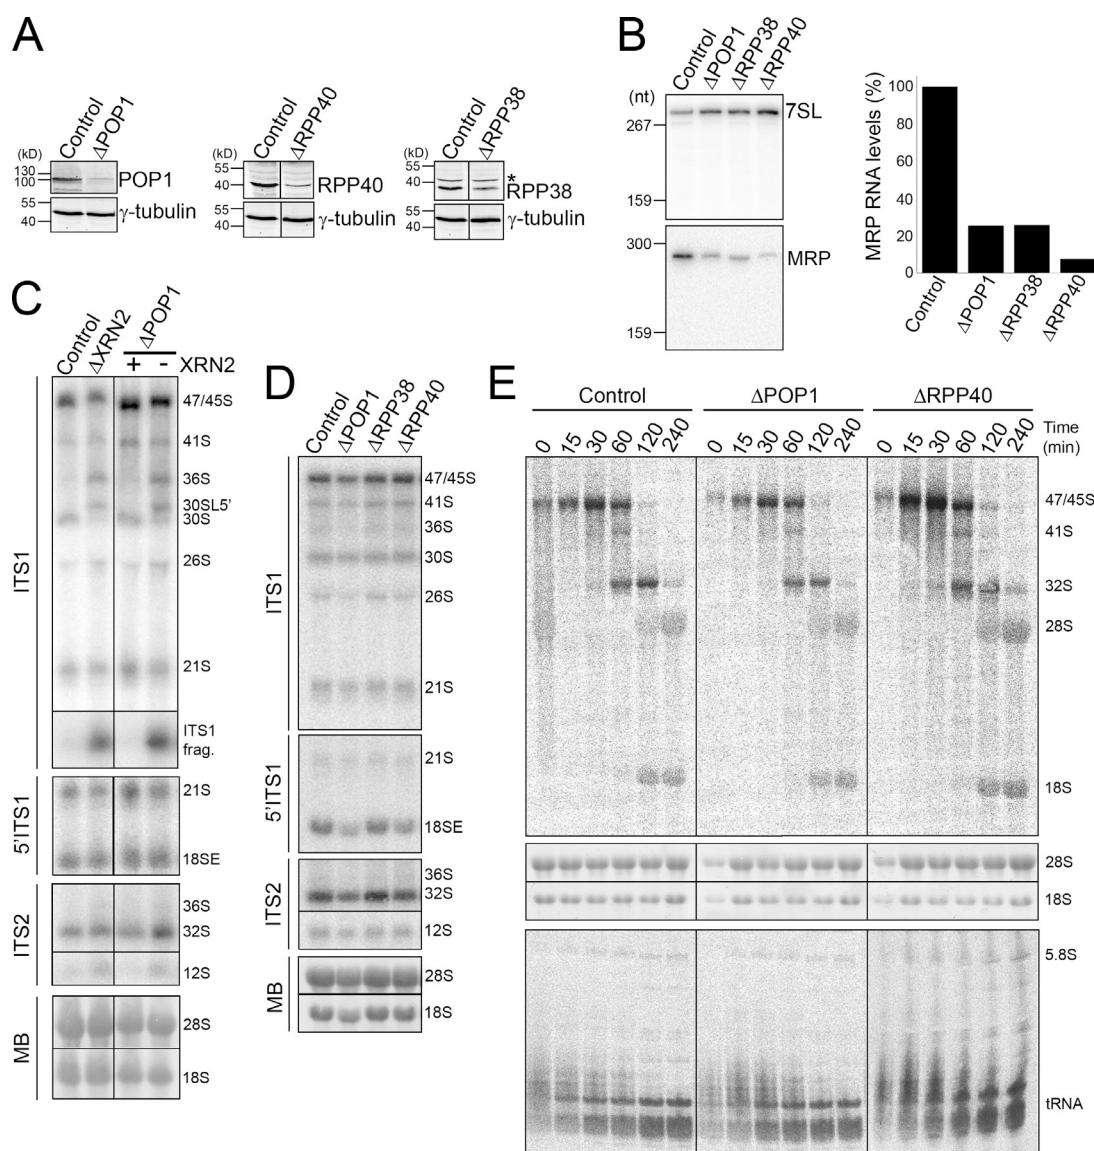 A
Control
ΔPOP1
(kD)
130
100
POP1
55
40
γ-tubulin
Control
ΔRPP40
(kD)
55
40
RPP40
55
40
γ-tubulin
Control
ΔRPP38
(kD)
55
40
*
RPP38
55
40
γ-tubulin
B
Control
ΔPOP1
ΔRPP38
ΔRPP40
(nt)
267
7SL
159
300
MRP
159
MRP RNA levels (%)
100
80
60
40
20
0
Control
ΔPOP1
ΔRPP38
ΔRPP40
C
Control
ΔXRN2
ΔPOP1
+ - XRN2
ITS1
47/45S
41S
36S
30SL5'
30S
26S
21S
ITS1
frag.
5'ITS1
21S
18SE
ITS2
36S
32S
12S
MB
28S
18S
D
Control
ΔPOP1
ΔRPP38
ΔRPP40
ITS1
47/45S
41S
36S
30S
26S
21S
5'ITS1
21S
18SE
ITS2
36S
32S
12S
MB
28S
18S
E
Control ΔPOP1 ΔRPP40
0 15 30 60 120 240 0 15 30 60 120 240 0 15 30 60 120 240 Time
(min)
47/45S
41S
32S
28S
18S
28S
18S
5.8S
tRNA